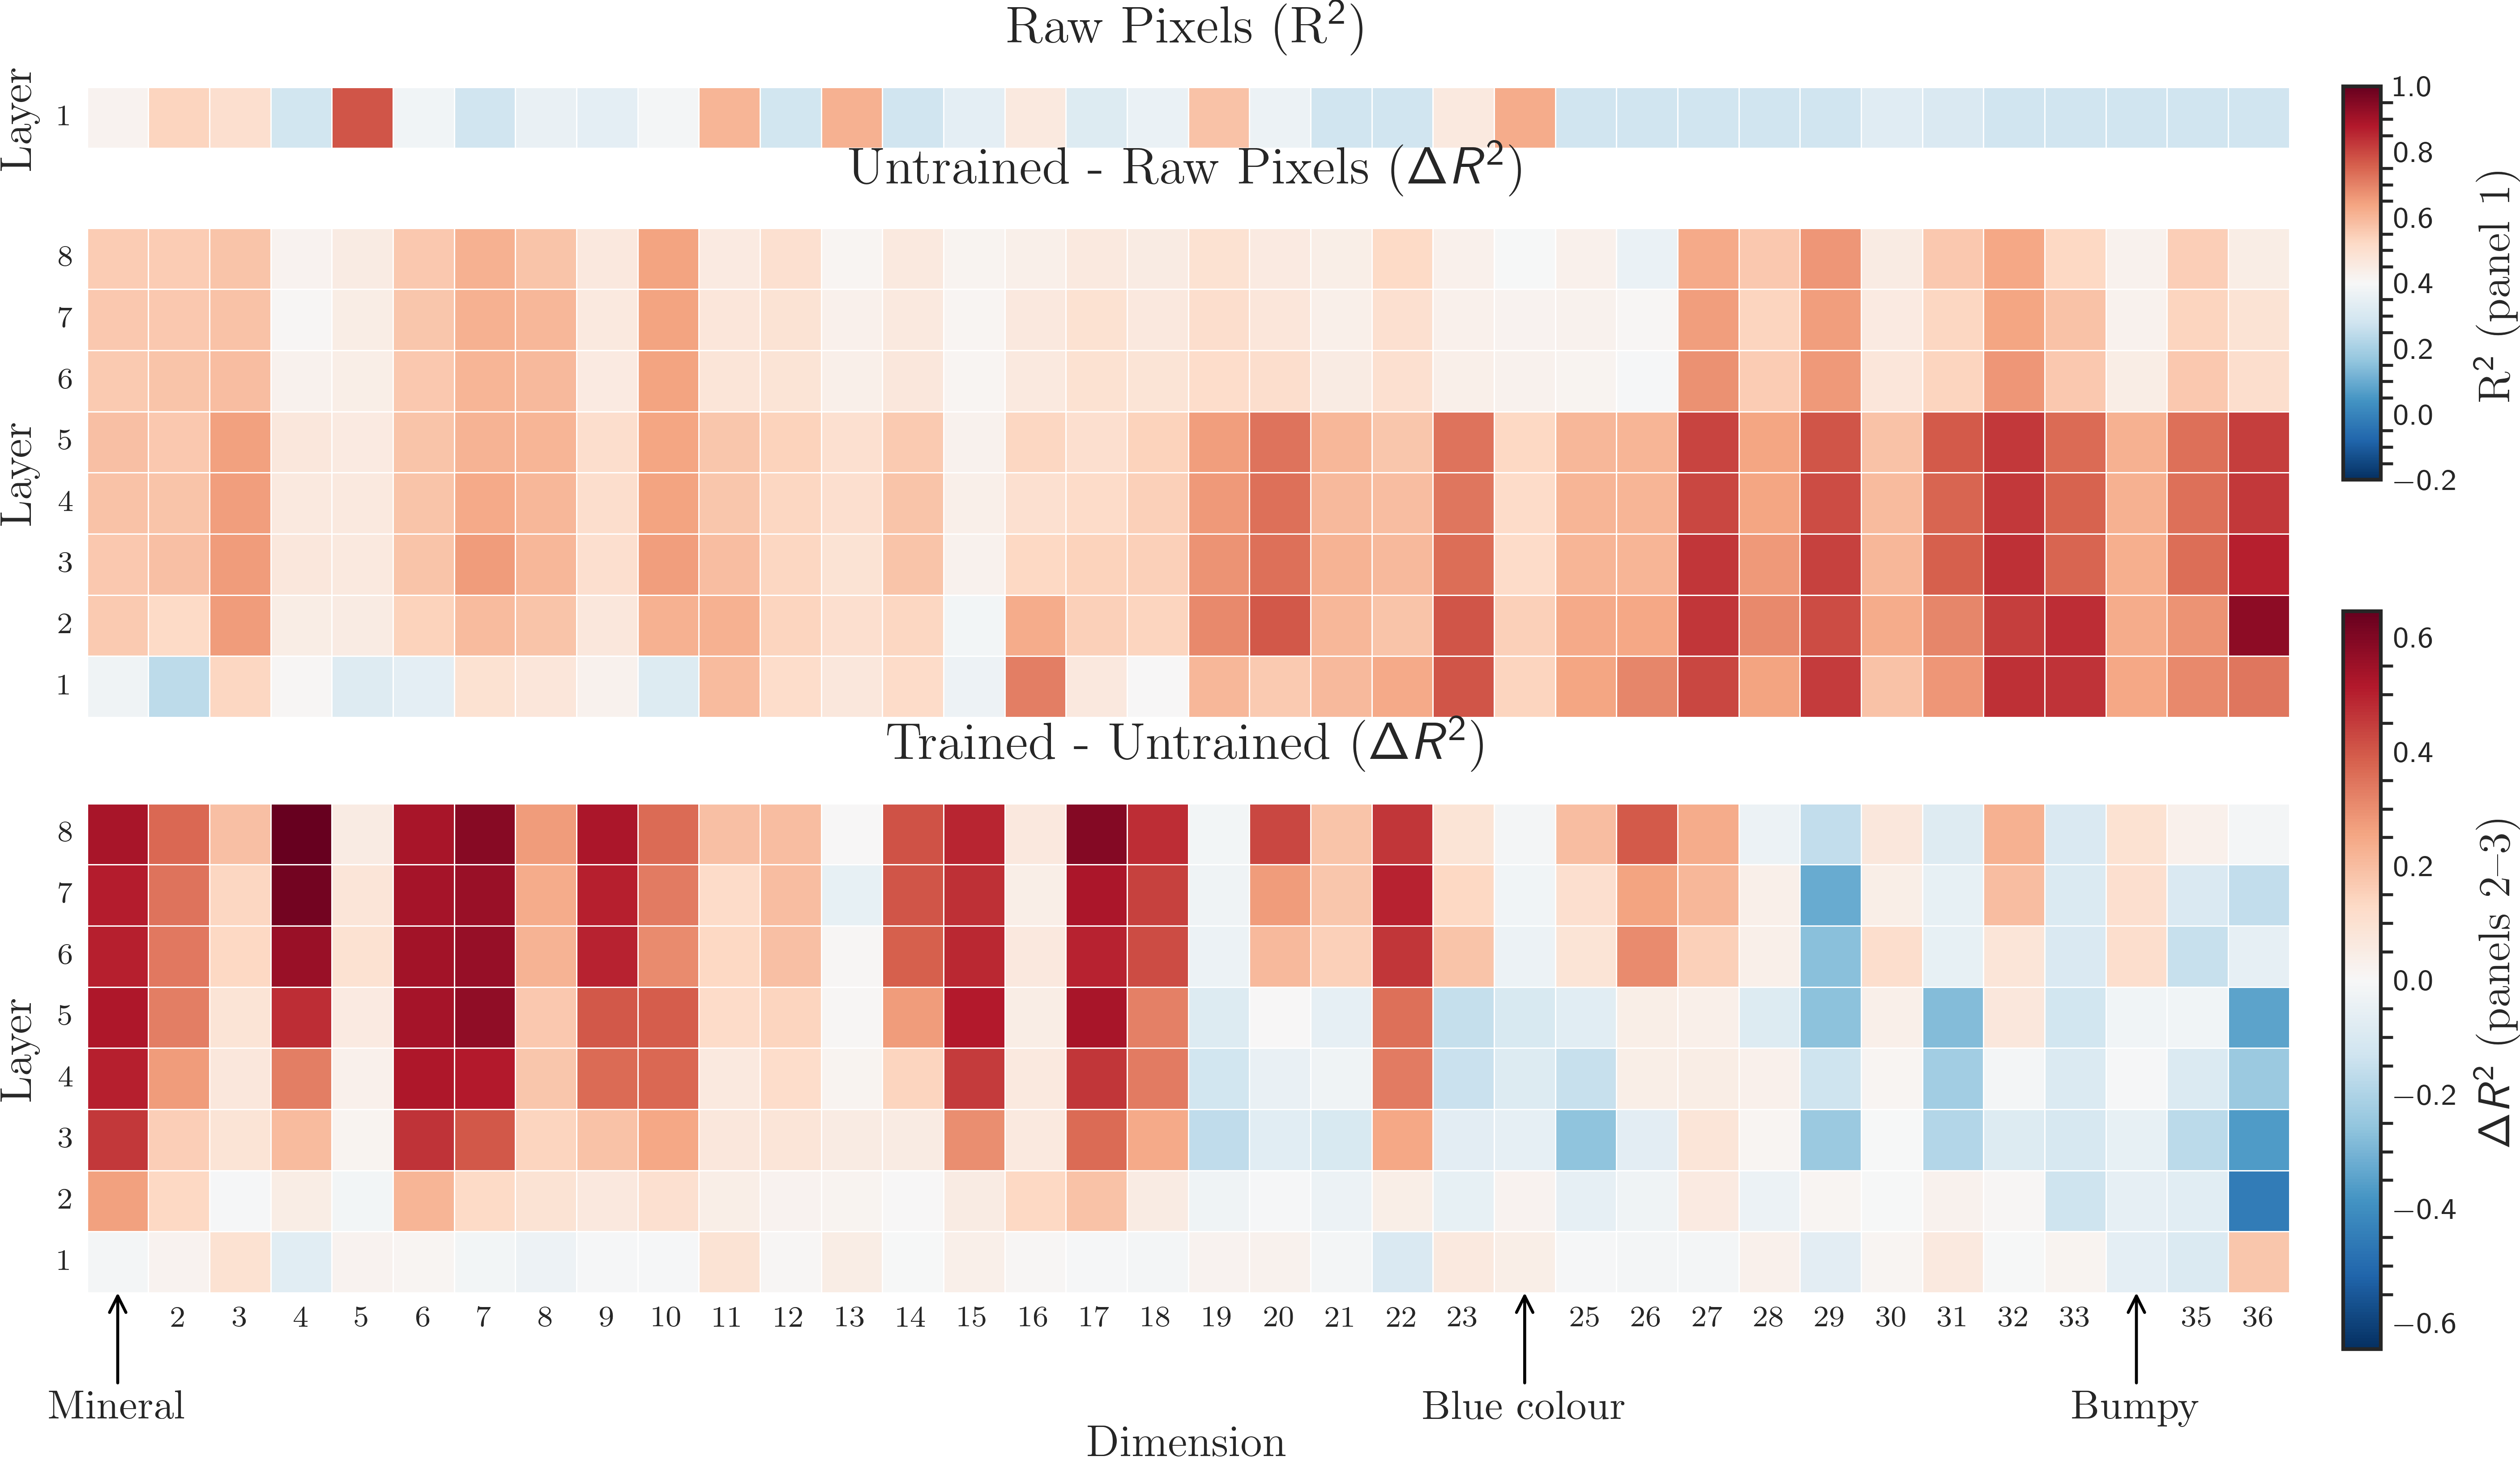 Raw Pixels (R²)
Layer
1
Untrained - Raw Pixels (ΔR²)
Layer
8
7
6
5
4
3
2
1
Trained - Untrained (ΔR²)
Layer
8
7
6
5
4
3
2
1
2 3 4 5 6 7 8 9 10 11 12 13 14 15 16 17 18 19 20 21 22 23 25 26 27 28 29 30 31 32 33 35 36
Mineral Blue colour Bumpy
Dimension
1.0
0.8
0.6
0.4
0.2
0.0
−0.2
R² (panel 1)
0.6
0.4
0.2
0.0
−0.2
−0.4
−0.6
ΔR² (panels 2–3)